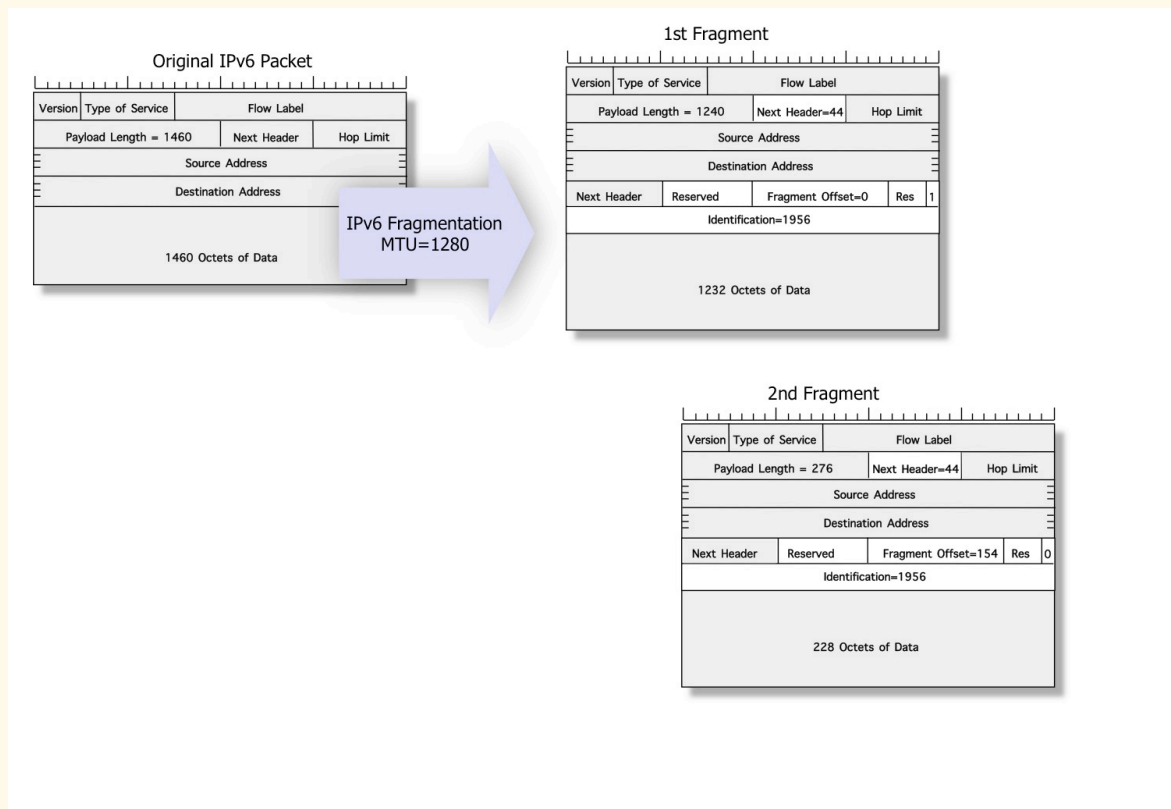 Original IPv6 Packet
Version Type of Service Flow Label
Payload Length = 1460 Next Header Hop Limit
Source Address
Destination Address
1460 Octets of Data
IPv6 Fragmentation
MTU=1280
1st Fragment
Version Type of Service Flow Label
Payload Length = 1240 Next Header=44 Hop Limit
Source Address
Destination Address
Next Header Reserved Fragment Offset=0 Res 1
Identification=1956
1232 Octets of Data
2nd Fragment
Version Type of Service Flow Label
Payload Length = 276 Next Header=44 Hop Limit
Source Address
Destination Address
Next Header Reserved Fragment Offset=154 Res 0
Identification=1956
228 Octets of Data